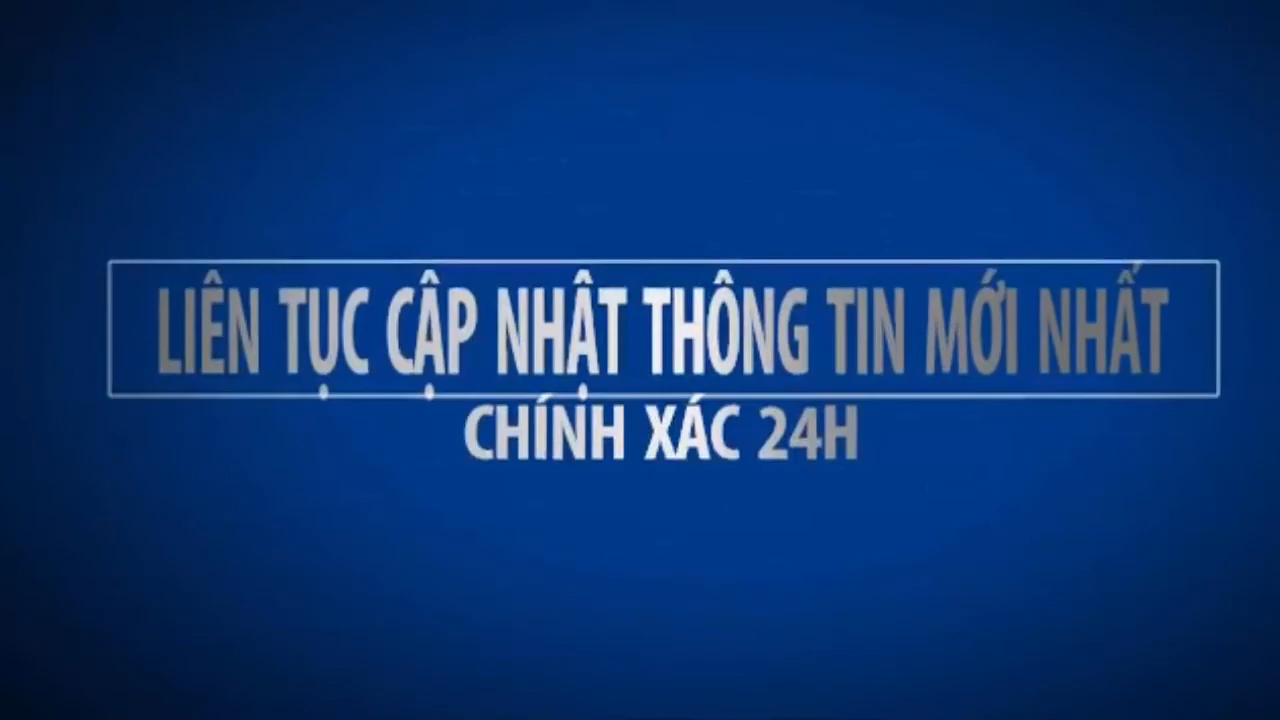 LIÊN TỤC CẬP NHẬT THÔNG TIN MỚI NHẤT
CHÍNH XÁC 24H